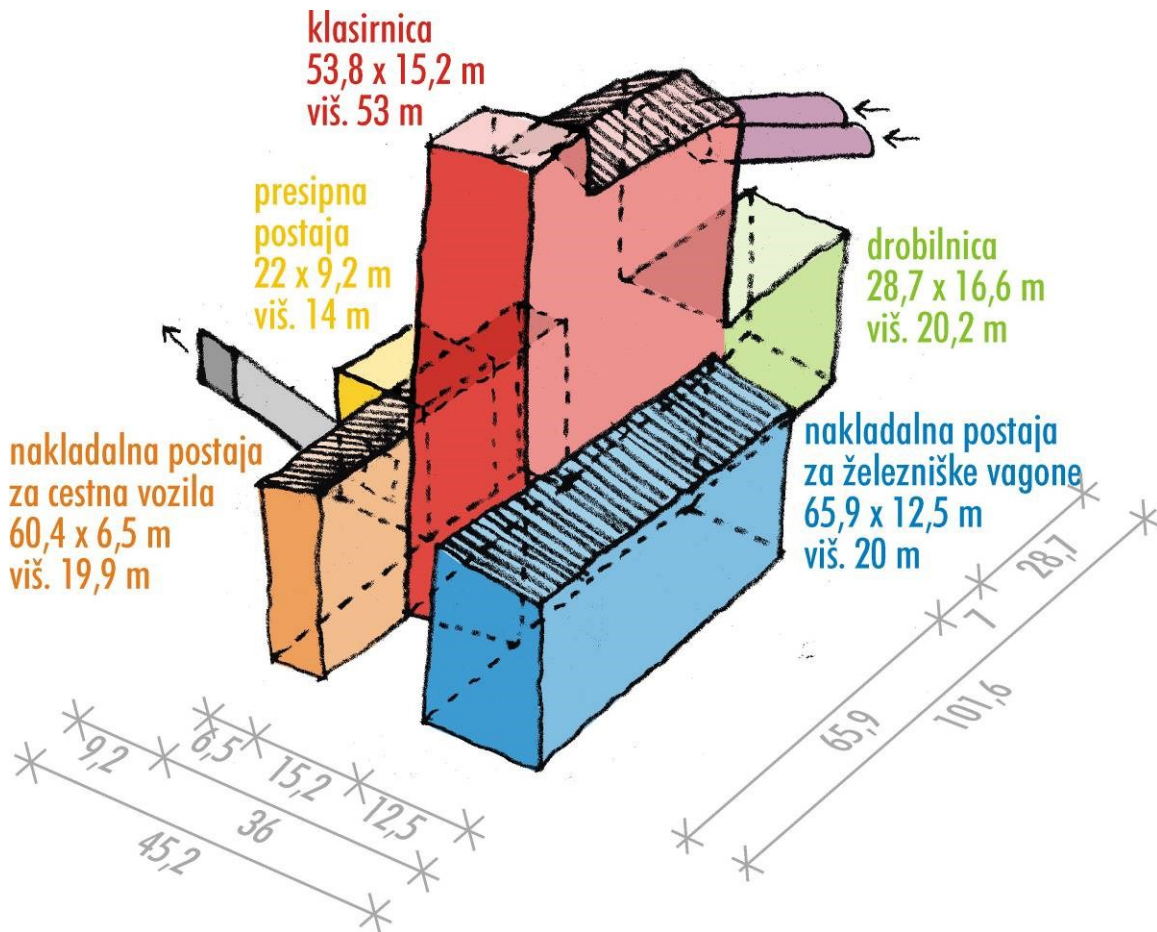 klasirnica
53,8 x 15,2 m
viš. 53 m
presipna
postaja
22 x 9,2 m
viš. 14 m
drobilnica
28,7 x 16,6 m
viš. 20,2 m
nakladalna postaja
za cestna vozila
60,4 x 6,5 m
viš. 19,9 m
nakladalna postaja
za železniške vagone
65,9 x 12,5 m
viš. 20 m
28,7
7
65,9
101,6
9,2
6,5
15,2
12,5
36
45,2